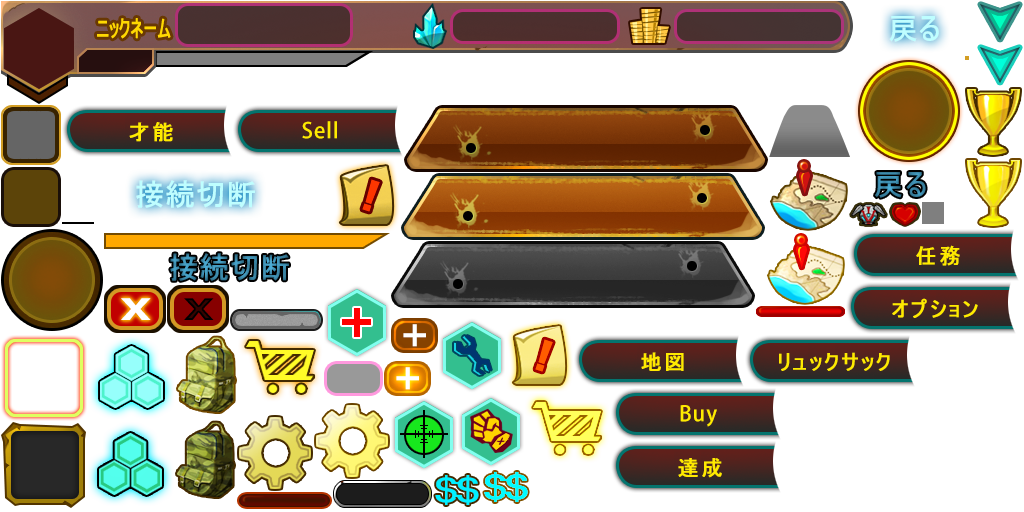 ニックネーム
戻る
才能
Sell
接続切断
戻る
任務
接続切断
オプション
地図
リュックサック
Buy
達成
$$
$$